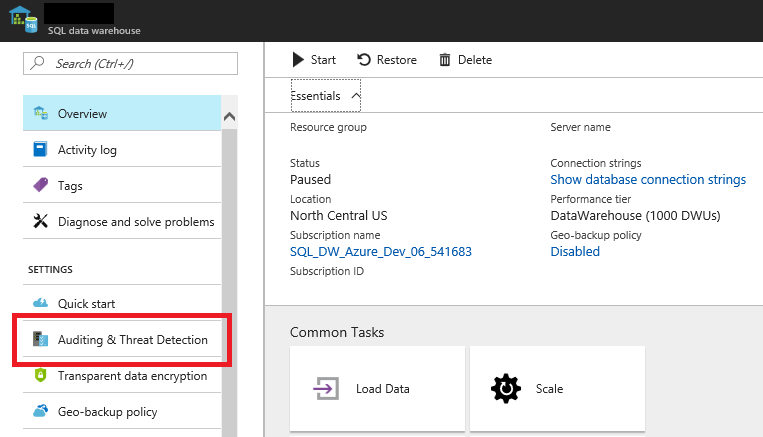 SQL data warehouse
Search (Ctrl+/)
Overview
Activity log
Tags
Diagnose and solve problems
SETTINGS
Quick start
Auditing & Threat Detection
Transparent data encryption
Geo-backup policy
Start Restore Delete
Essentials
Resource group
Server name
Status
Paused
Connection strings
Show database connection strings
Location
North Central US
Performance tier
DataWarehouse (1000 DWUs)
Subscription name
SQL_DW_Azure_Dev_06_541683
Geo-backup policy
Disabled
Subscription ID
Common Tasks
Load Data
Scale